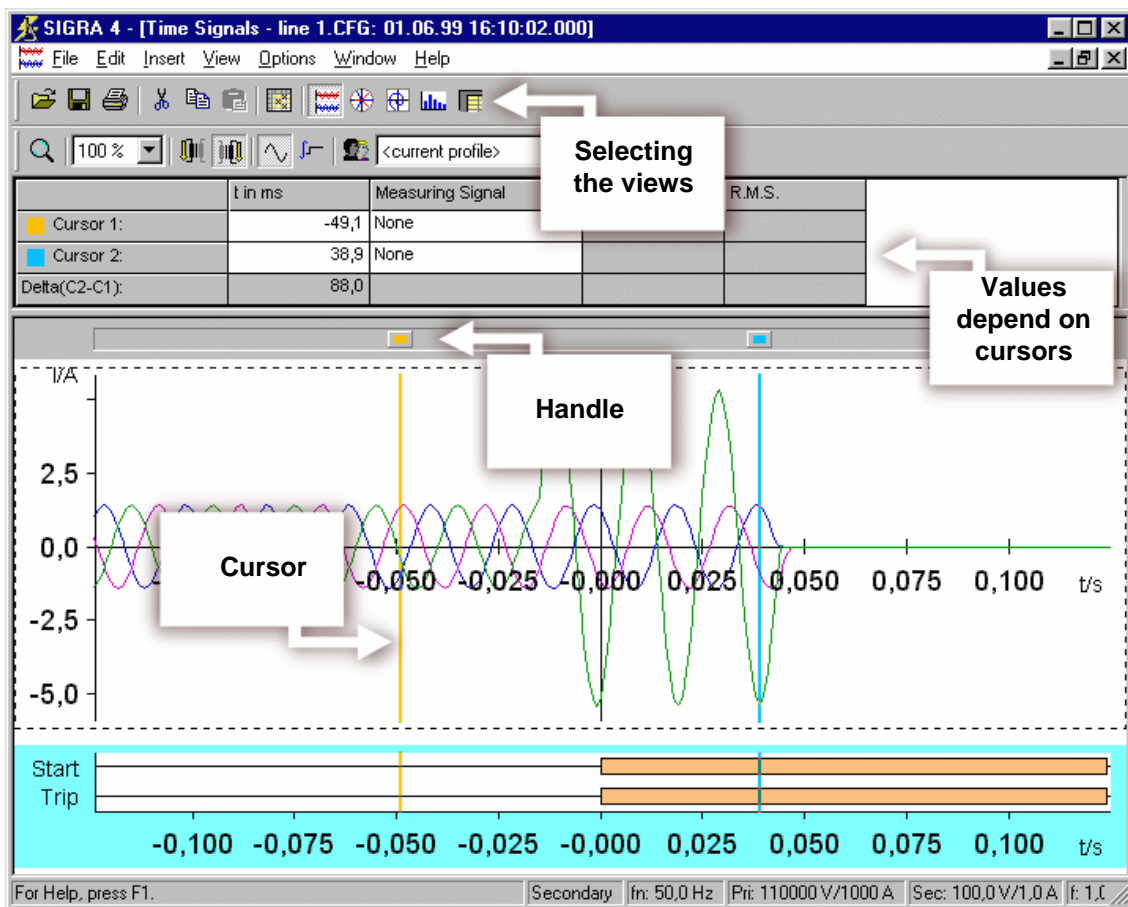 SIGRA 4 - [Time Signals - line 1.CFG: 01.06.99 16:10:02.000]
File Edit Insert View Options Window Help
Selecting
the views
100 % <current profile>
t in ms Measuring Signal R.M.S.
Cursor 1: -49,1 None
Cursor 2: 38,9 None
Delta(C2-C1): 88,0
Values
depend on
cursors
Handle
I/A
2,5
0,0
-2,5
-5,0
Cursor
-0,050 -0,025 -0,000 0,025 0,050 0,075 0,100 t/s
Start
Trip
-0,100 -0,075 -0,050 -0,025 -0,000 0,025 0,050 0,075 0,100 t/s
For Help, press F1. Secondary fn: 50,0 Hz Pri: 110000 V/1000 A Sec: 100,0 V/1,0 A